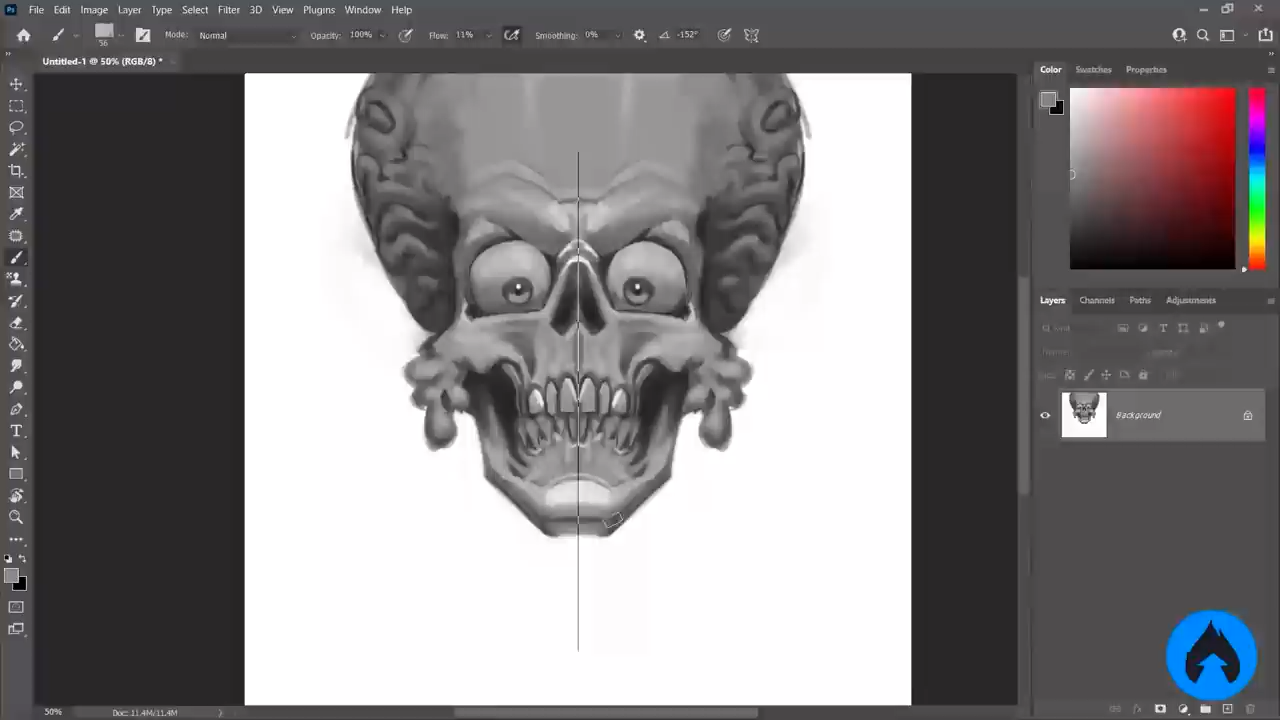 Ps File Edit Image Layer Type Select Filter 3D View Plugins Window Help
56 Mode: Normal Opacity: 100% Flow: 11% Smoothing: 0% -152°
Untitled-1 @ 50% (RGB/8) *
Color Swatches Properties
Layers Channels Paths Adjustments
Background
50% Doc: 11.4M/11.4M